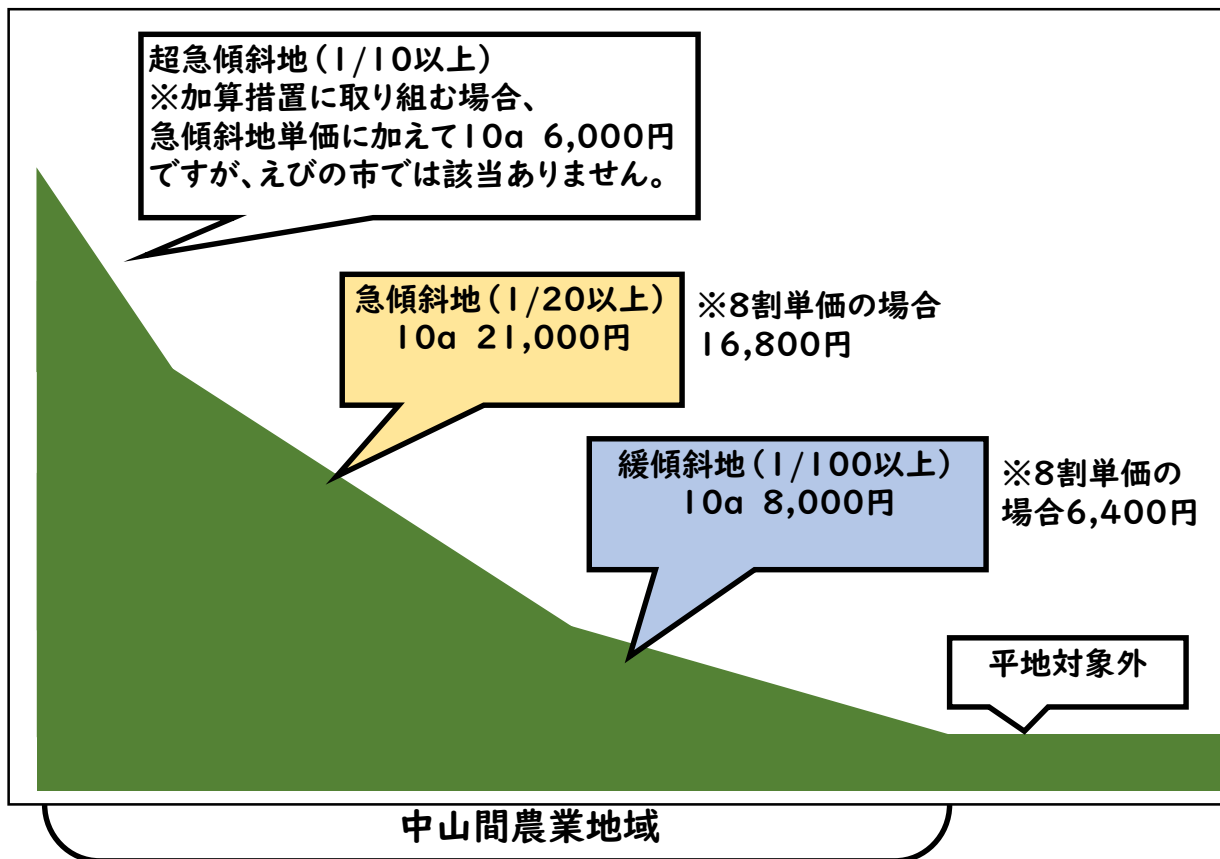 超急傾斜地（1/10以上）
※加算措置に取り組む場合、
急傾斜地単価に加えて10a 6,000円
ですが、えびの市では該当ありません。
急傾斜地（1/20以上）
10a 21,000円
※8割単価の場合
16,800円
緩傾斜地（1/100以上）
10a 8,000円
※8割単価の
場合6,400円
平地対象外
中山間農業地域